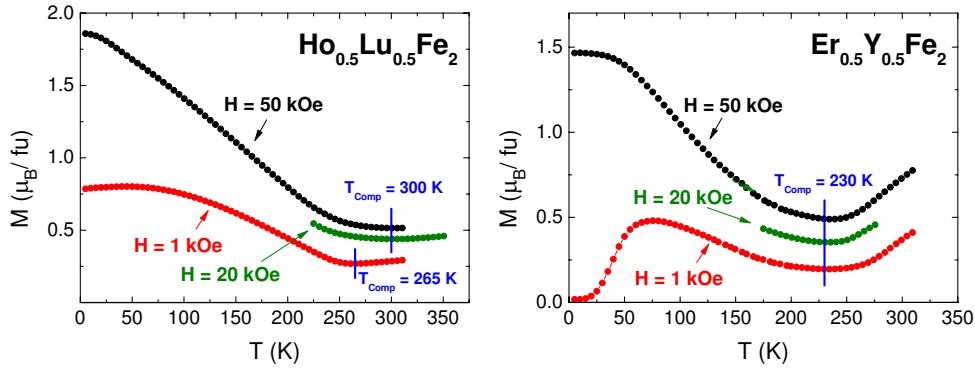 Ho0.5Lu0.5Fe2
H = 50 kOe
TComp = 300 K
H = 1 kOe
H = 20 kOe
TComp = 265 K
M (μB/ fu)
2.0
1.5
1.0
0.5
0 50 100 150 200 250 300 350
T (K)
Er0.5Y0.5Fe2
H = 50 kOe
TComp = 230 K
H = 20 kOe
H = 1 kOe
M (μB/ fu)
1.5
1.0
0.5
0.0
0 50 100 150 200 250 300 350
T (K)